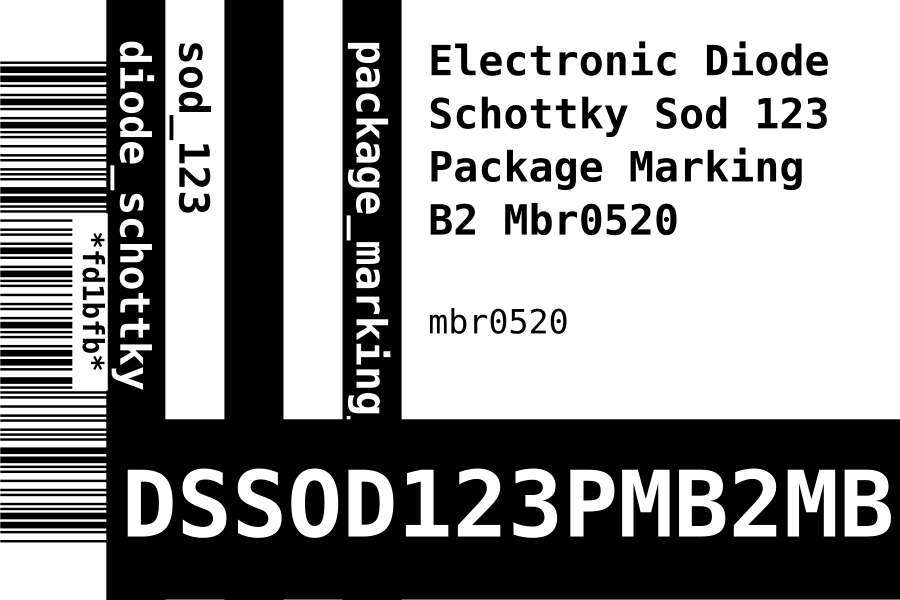 *fd1bfb*
diode_schottky
sod_123
package_marking
Electronic Diode
Schottky Sod 123
Package Marking
B2 Mbr0520
mbr0520
DSSOD123PMB2MB